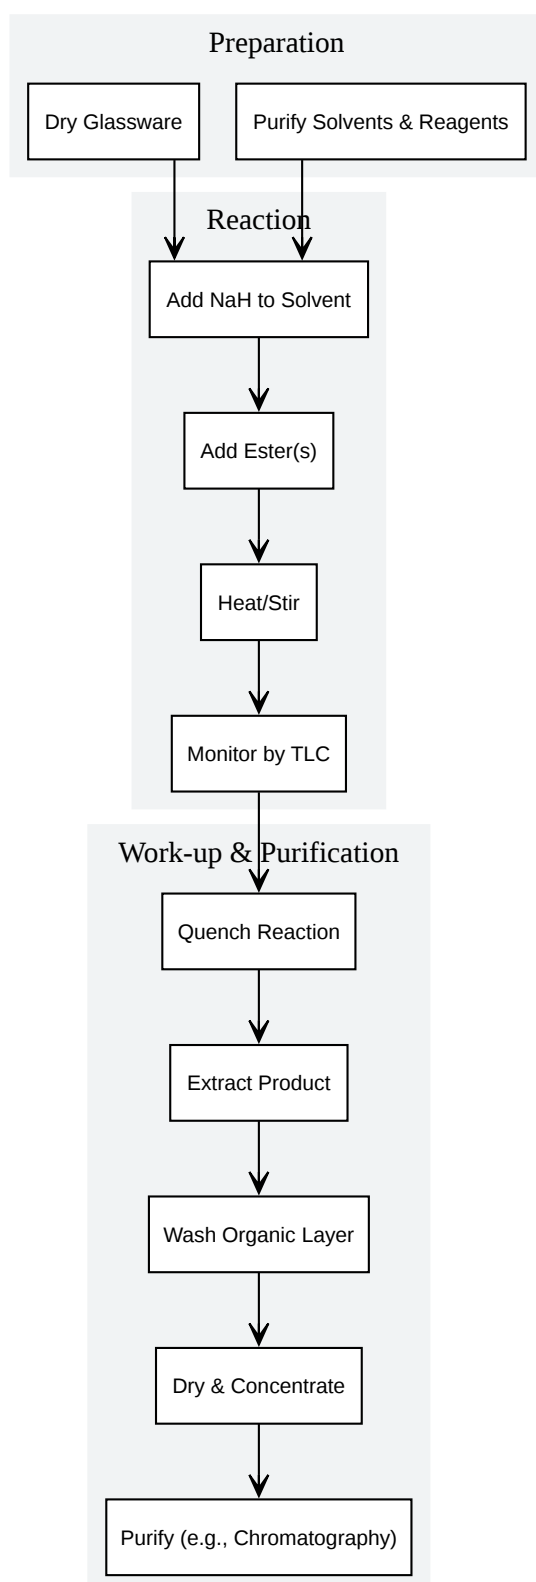 Preparation
Dry Glassware
Purify Solvents & Reagents
Reaction
Add NaH to Solvent
Add Ester(s)
Heat/Stir
Monitor by TLC
Work-up & Purification
Quench Reaction
Extract Product
Wash Organic Layer
Dry & Concentrate
Purify (e.g., Chromatography)